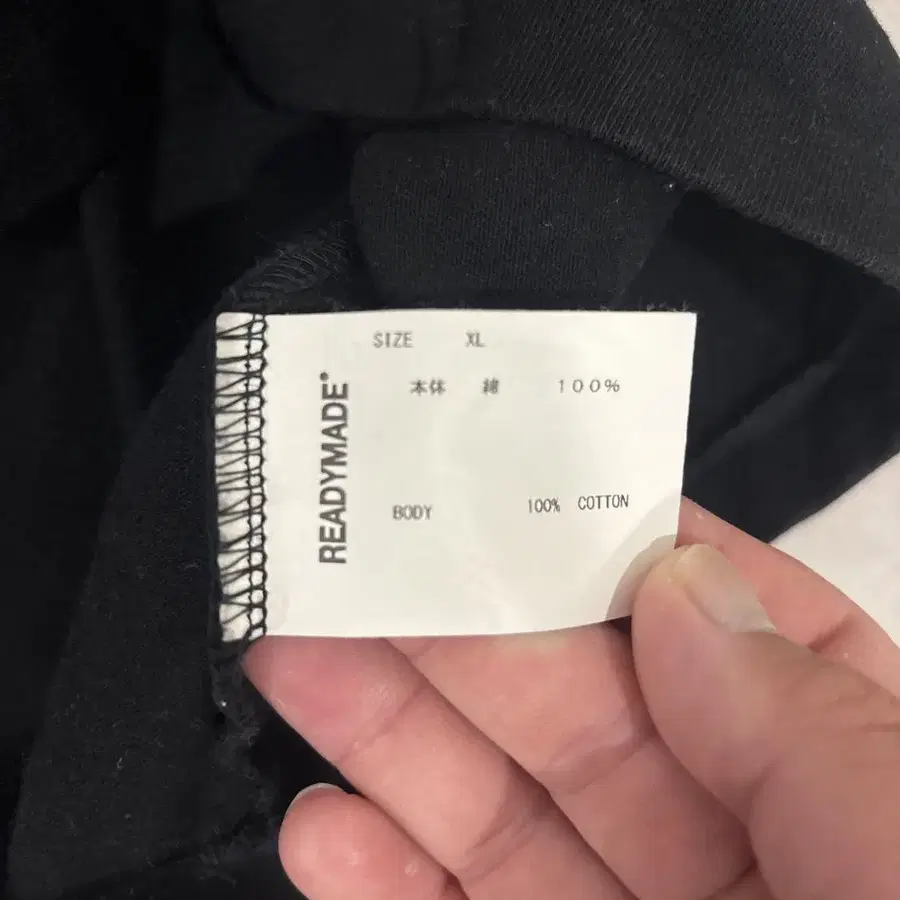 SIZE XL
本体 綿 100%
BODY 100% COTTON
READYMADE®